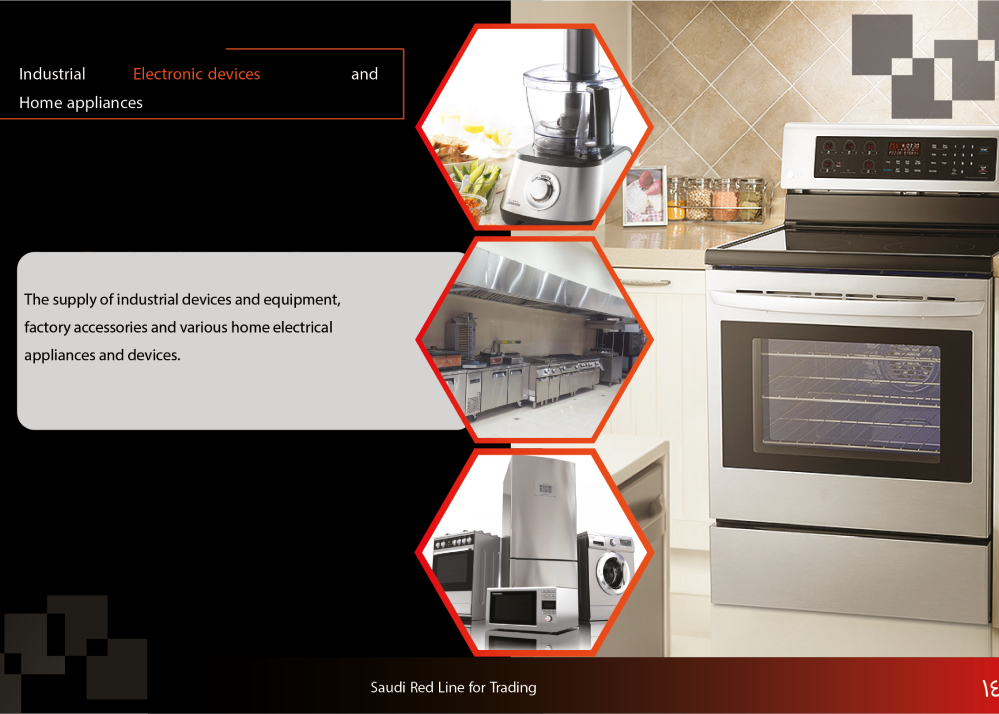 Industrial Electronic devices and
Home appliances
The supply of industrial devices and equipment,
factory accessories and various home electrical
appliances and devices.
Saudi Red Line for Trading
١٤